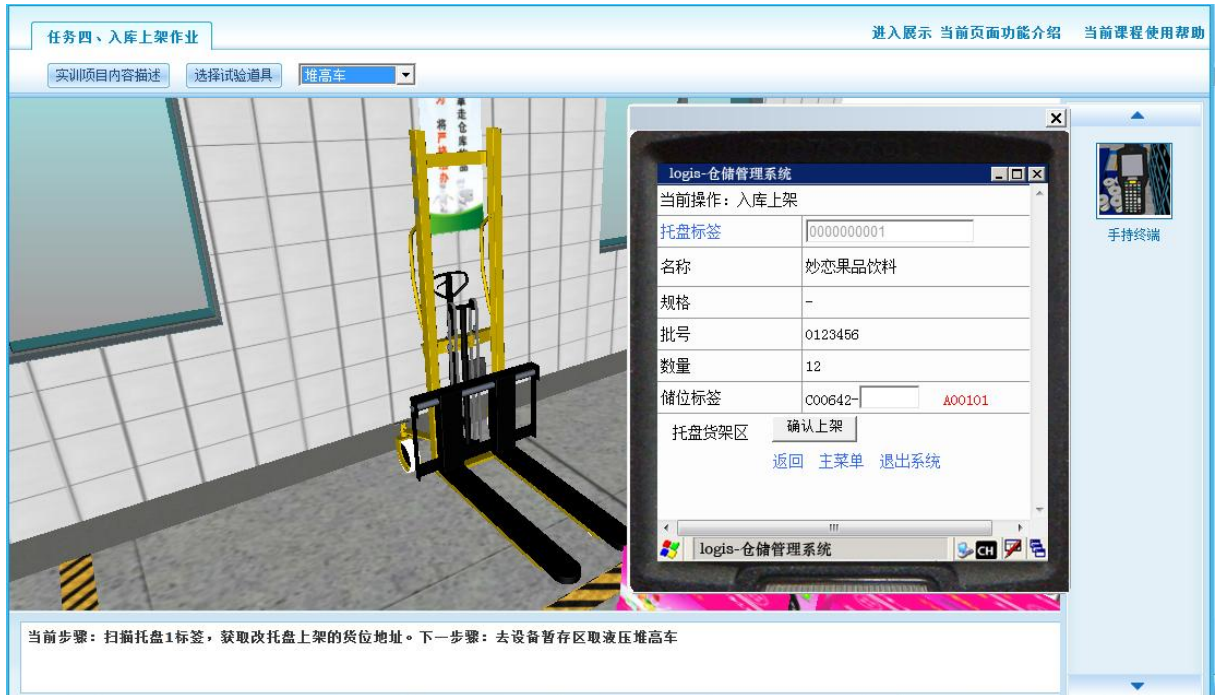 任务四、入库上架作业
进入展示 当前页面功能介绍 当前课程使用帮助
实训项目内容描述 选择试验道具 堆高车
logis-仓储管理系统
当前操作：入库上架
托盘标签 0000000001
名称 妙恋果品饮料
规格 -
批号 0123456
数量 12
储位标签 C00642- A00101
托盘货架区 确认上架
返回 主菜单 退出系统
logis-仓储管理系统 CH
手持终端
当前步骤：扫描托盘1标签，获取改托盘上架的货位地址。下一步骤：去设备暂存区取液压堆高车